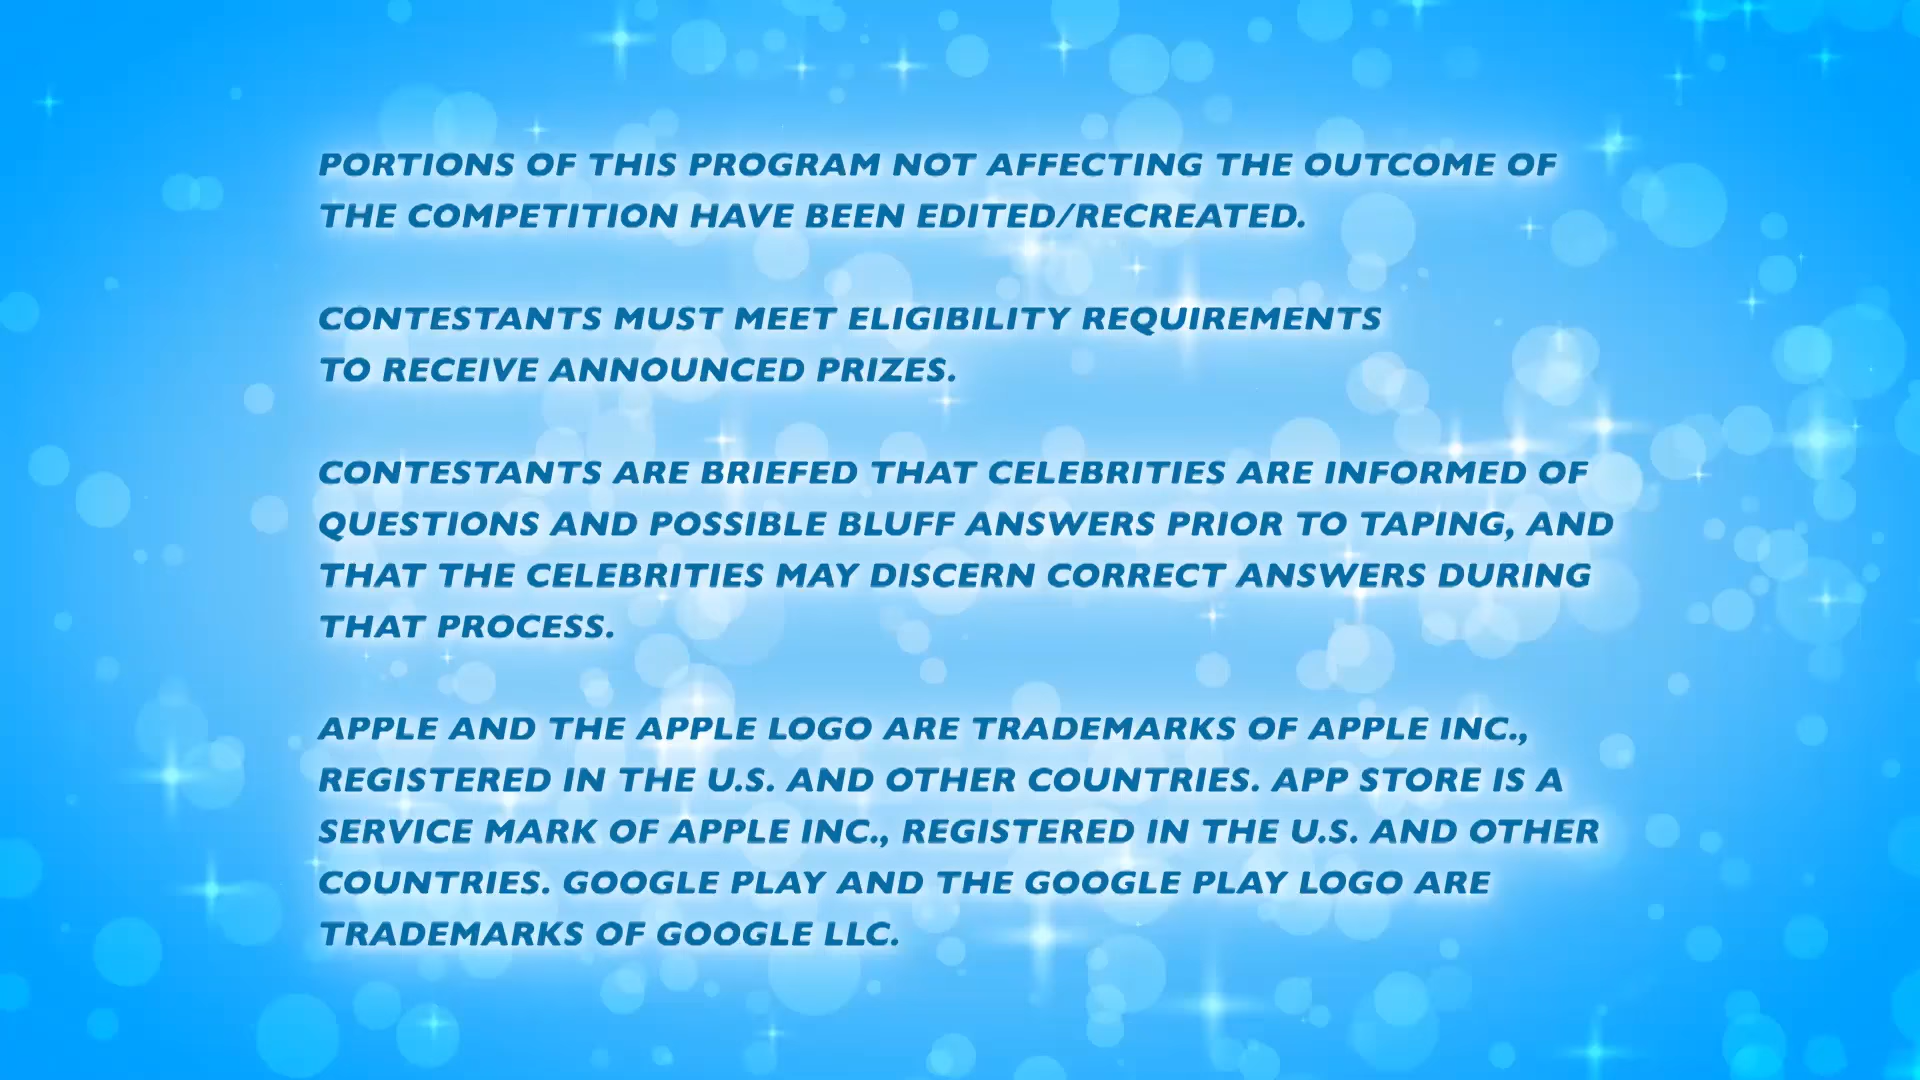 PORTIONS OF THIS PROGRAM NOT AFFECTING THE OUTCOME OF
THE COMPETITION HAVE BEEN EDITED/RECREATED.
CONTESTANTS MUST MEET ELIGIBILITY REQUIREMENTS
TO RECEIVE ANNOUNCED PRIZES.
CONTESTANTS ARE BRIEFED THAT CELEBRITIES ARE INFORMED OF
QUESTIONS AND POSSIBLE BLUFF ANSWERS PRIOR TO TAPING, AND
THAT THE CELEBRITIES MAY DISCERN CORRECT ANSWERS DURING
THAT PROCESS.
APPLE AND THE APPLE LOGO ARE TRADEMARKS OF APPLE INC.,
REGISTERED IN THE U.S. AND OTHER COUNTRIES. APP STORE IS A
SERVICE MARK OF APPLE INC., REGISTERED IN THE U.S. AND OTHER
COUNTRIES. GOOGLE PLAY AND THE GOOGLE PLAY LOGO ARE
TRADEMARKS OF GOOGLE LLC.